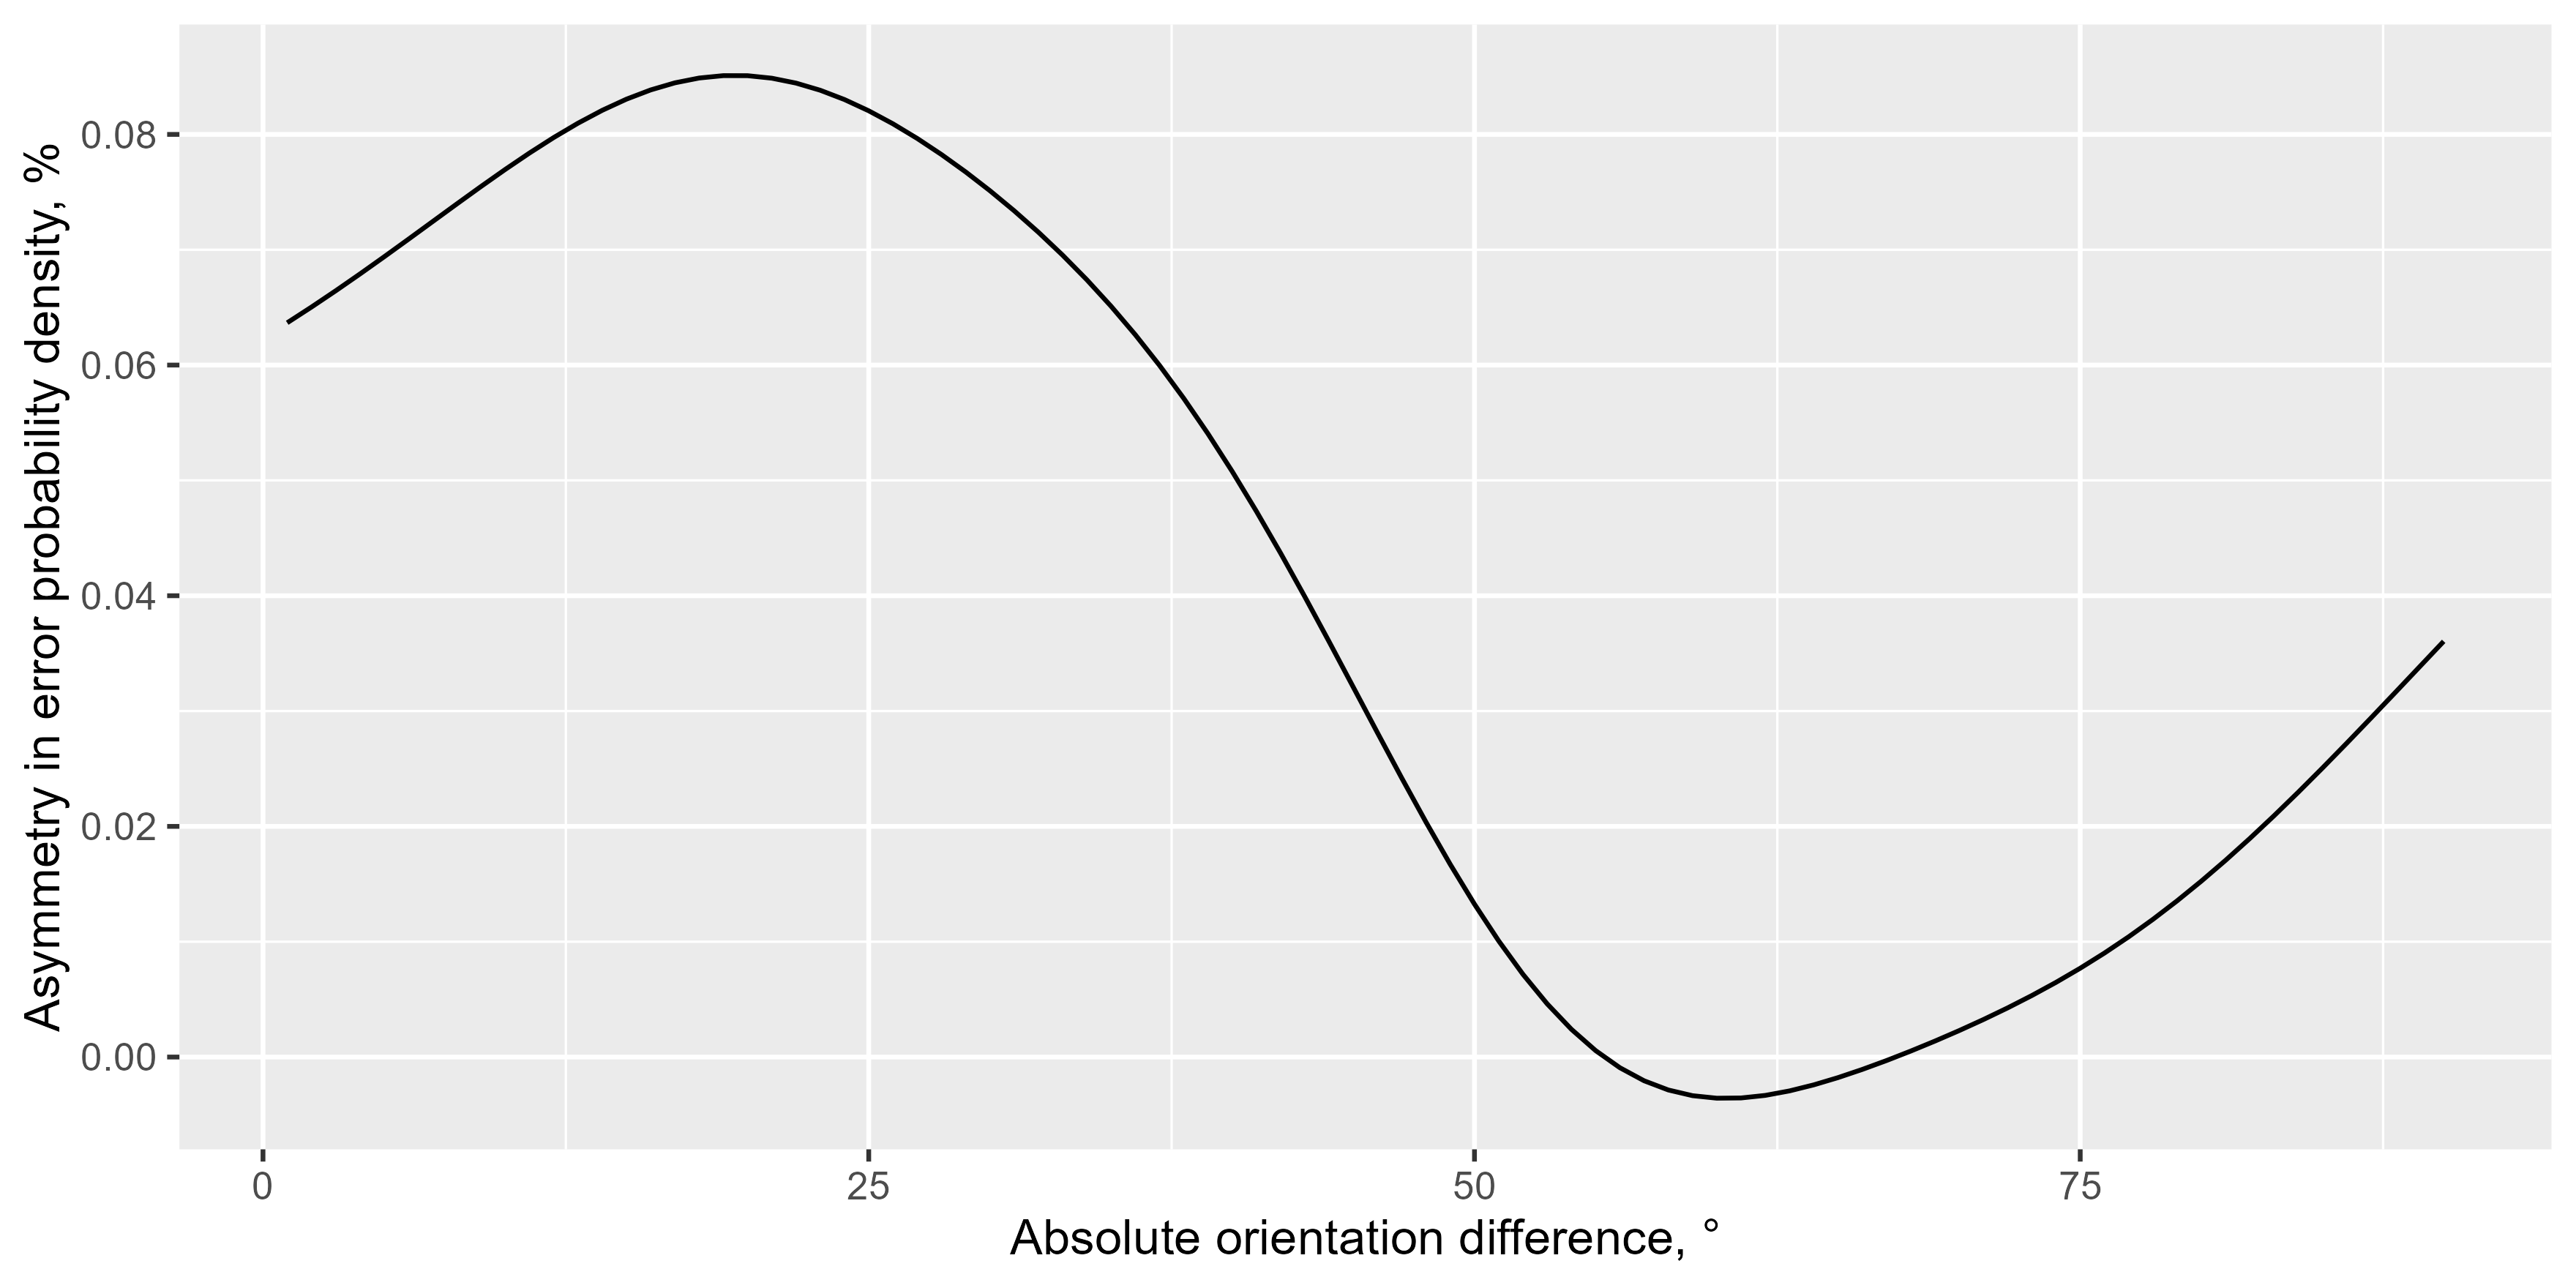 Asymmetry in error probability density, %
0.08
0.06
0.04
0.02
0.00
0 25 50 75
Absolute orientation difference, °